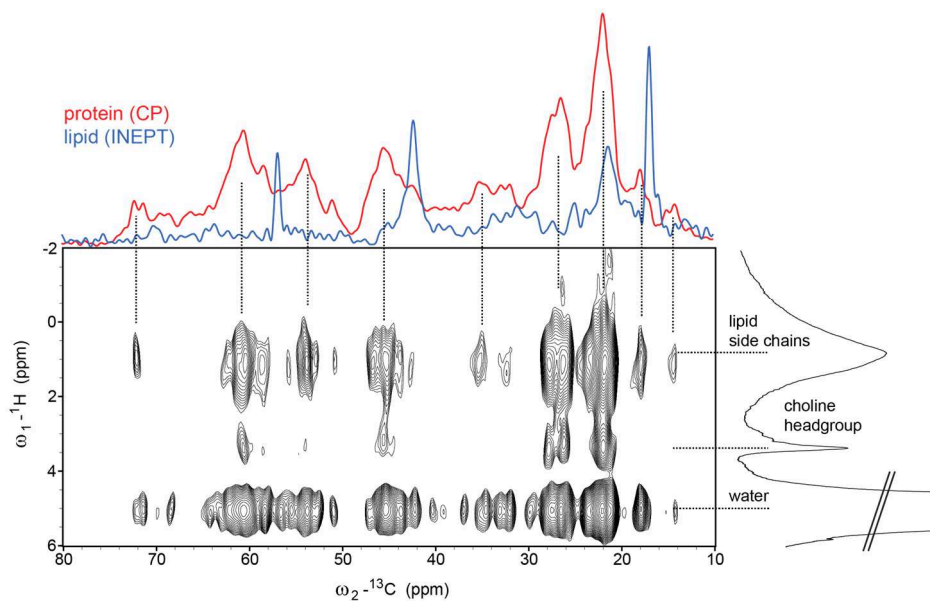 protein (CP)
lipid (INEPT)
-2
0
2
4
6
ω1 -1H (ppm)
80
70
60
50
40
30
20
10
ω2 -13C (ppm)
lipid
side chains
choline
headgroup
water